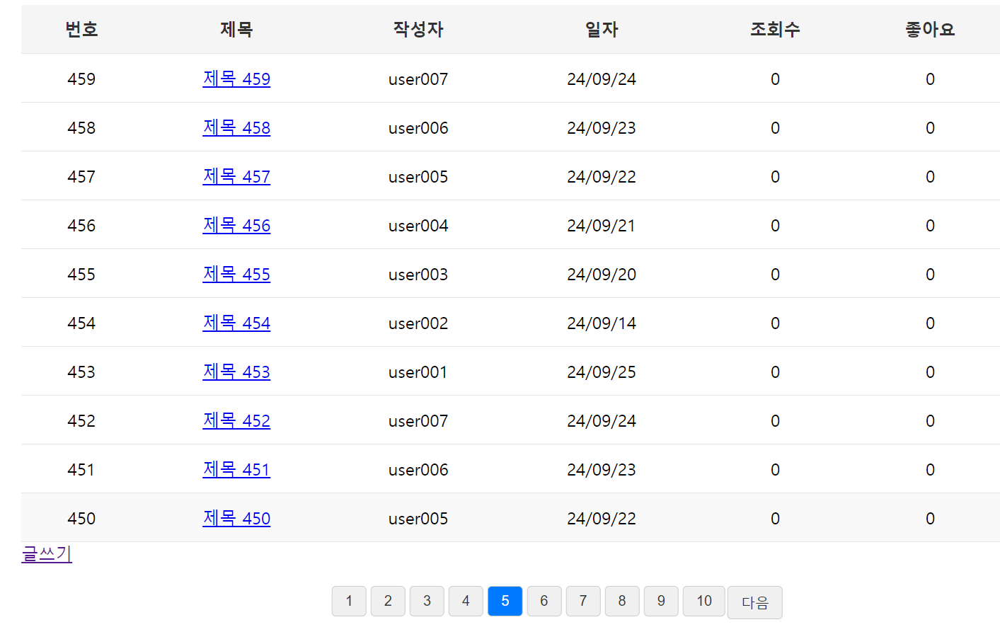 번호 제목 작성자 일자 조회수 좋아요
459 제목 459 user007 24/09/24 0 0
458 제목 458 user006 24/09/23 0 0
457 제목 457 user005 24/09/22 0 0
456 제목 456 user004 24/09/21 0 0
455 제목 455 user003 24/09/20 0 0
454 제목 454 user002 24/09/14 0 0
453 제목 453 user001 24/09/25 0 0
452 제목 452 user007 24/09/24 0 0
451 제목 451 user006 24/09/23 0 0
450 제목 450 user005 24/09/22 0 0
글쓰기
1 2 3 4 5 6 7 8 9 10 다음